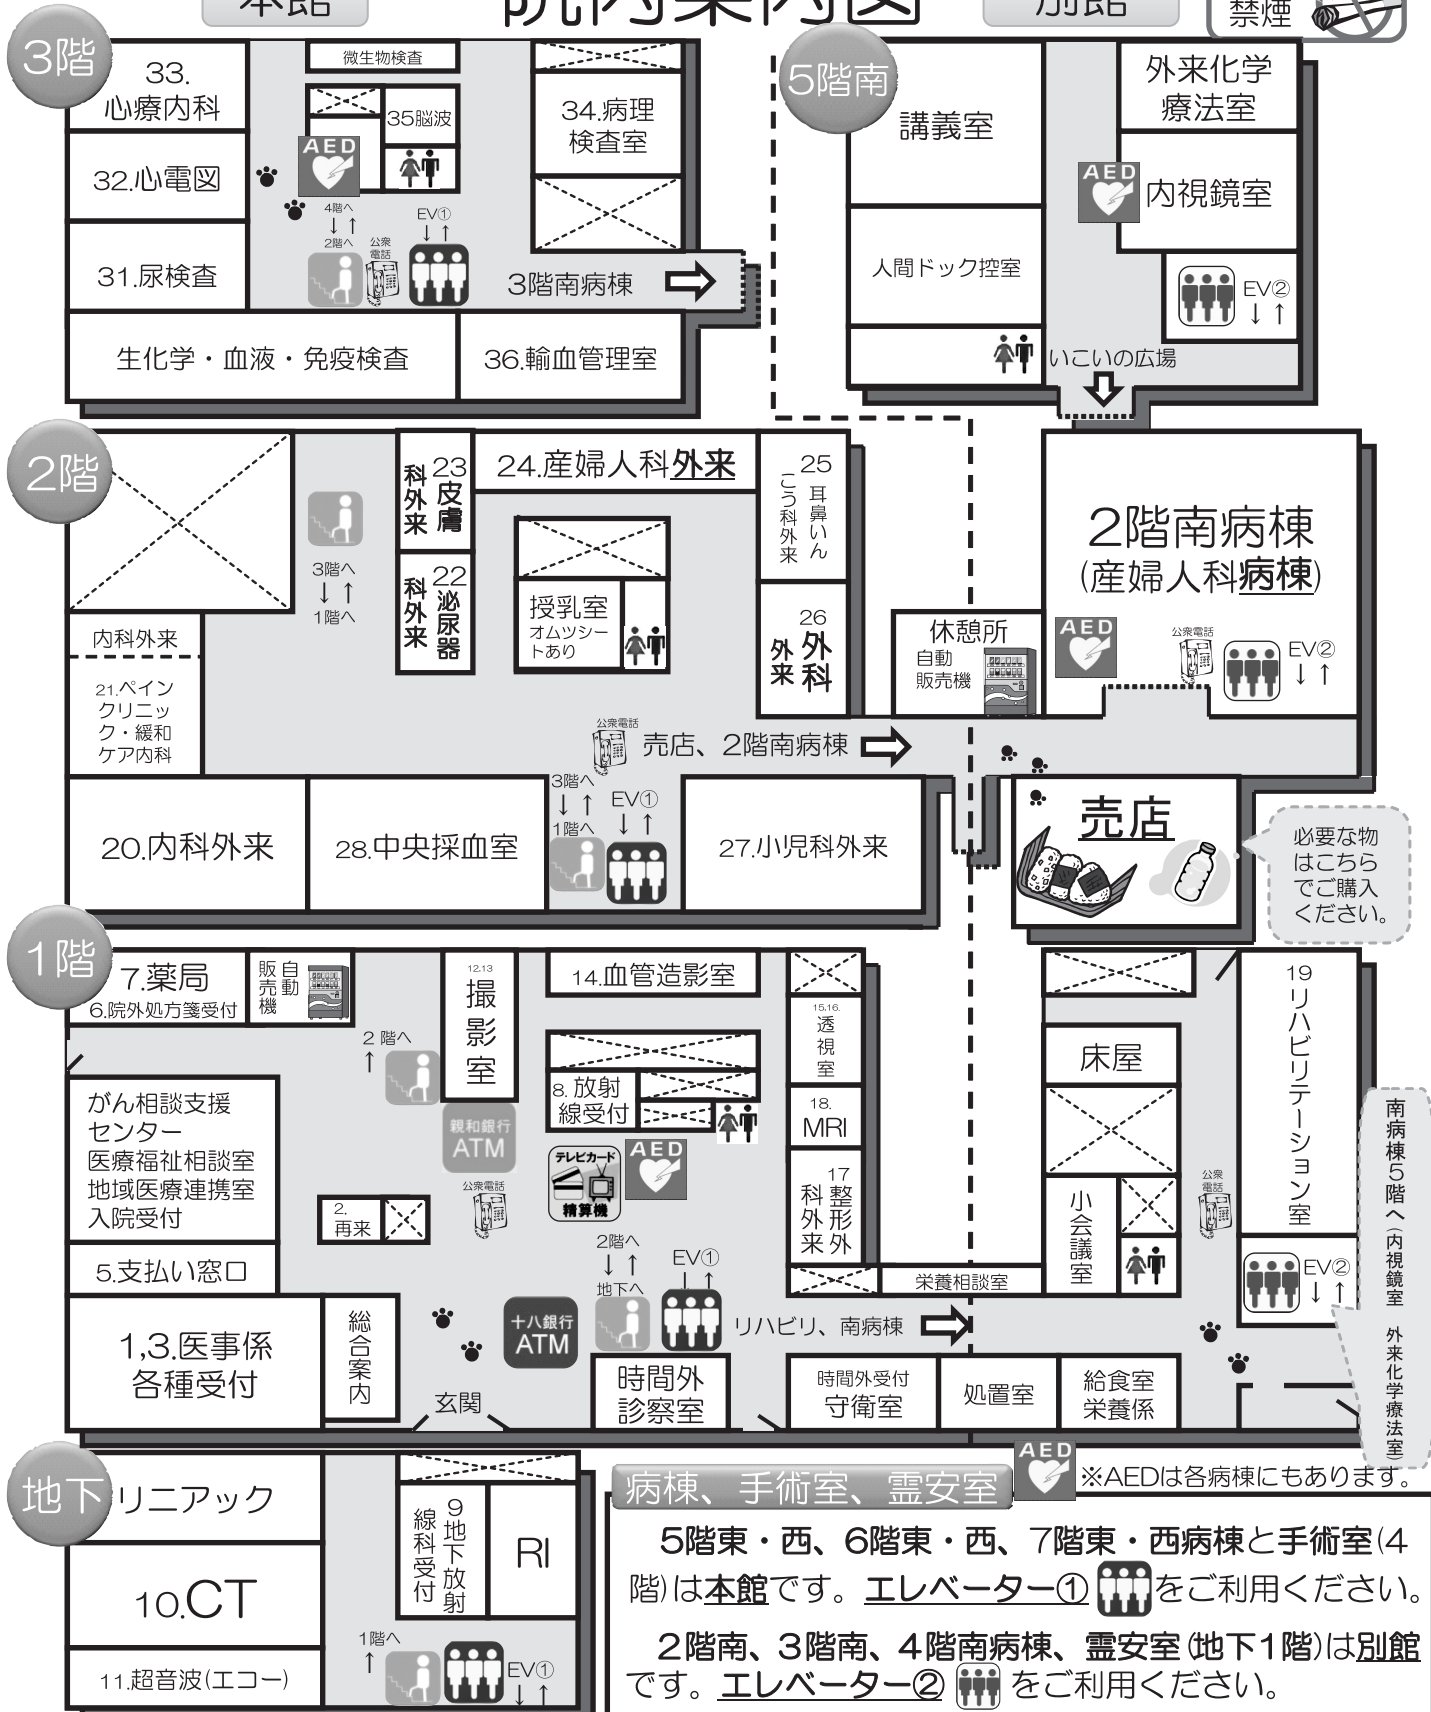 本館
院内案内図
別館
禁煙
3階
33.
心療内科
32.心電図
31.尿検査
微生物検査
35脳波
AED
4階へ
↓ ↑
2階へ
公衆
電話
EV①
↓ ↑
34.病理
検査室
3階南病棟
生化学・血液・免疫検査
36.輸血管理室
5階南
講義室
人間ドック控室
外来化学
療法室
AED
内視鏡室
EV②
↓ ↑
いこいの広場
2階
3階へ
↓ ↑
1階へ
23皮膚
科外来
22泌尿器
科外来
24.産婦人科外来
25耳鼻いん
こう科外来
26外科
外来
授乳室
オムツシー
トあり
内科外来
21.ペイン
クリニッ
ク・緩和
ケア内科
公衆電話
売店、2階南病棟
20.内科外来
28.中央採血室
3階へ
↓ ↑
1階へ
EV①
↓ ↑
27.小児科外来
休憩所
自動
販売機
2階南病棟
(産婦人科病棟)
AED
公衆電話
EV②
↓ ↑
売店
必要な物
はこちら
でご購入
ください。
1階
7.薬局
6.院外処方箋受付
自動
販売機
2 階へ
↑
12.13
撮影室
親和銀行
ATM
14.血管造影室
8.放射
線受付
テレビカード
精算機
AED
15.16.
透視室
18.
MRI
17整形外
科外来
栄養相談室
がん相談支援
センター
医療福祉相談室
地域医療連携室
入院受付
5.支払い窓口
1,3.医事係
各種受付
総合案内
2.
再来
公衆電話
玄関
十八銀行
ATM
2階へ
↓ ↑
地下へ
EV①
↓ ↑
リハビリ、南病棟
時間外
診察室
時間外受付
守衛室
処置室
給食室
栄養係
床屋
小会議室
公衆
電話
19リハビリテーション室
EV②
↓ ↑
南病棟5階へ(内視鏡室 外来化学療法室)
地下
リニアック
10.CT
11.超音波(エコー)
9地下放射
線科受付
RI
1階へ
↑
EV①
↓ ↑
病棟、手術室、霊安室
AED
※AEDは各病棟にもあります。
5階東・西、6階東・西、7階東・西病棟と手術室(4
階)は本館です。エレベーター①をご利用ください。
2階南、3階南、4階南病棟、霊安室(地下1階)は別館
です。エレベーター②をご利用ください。